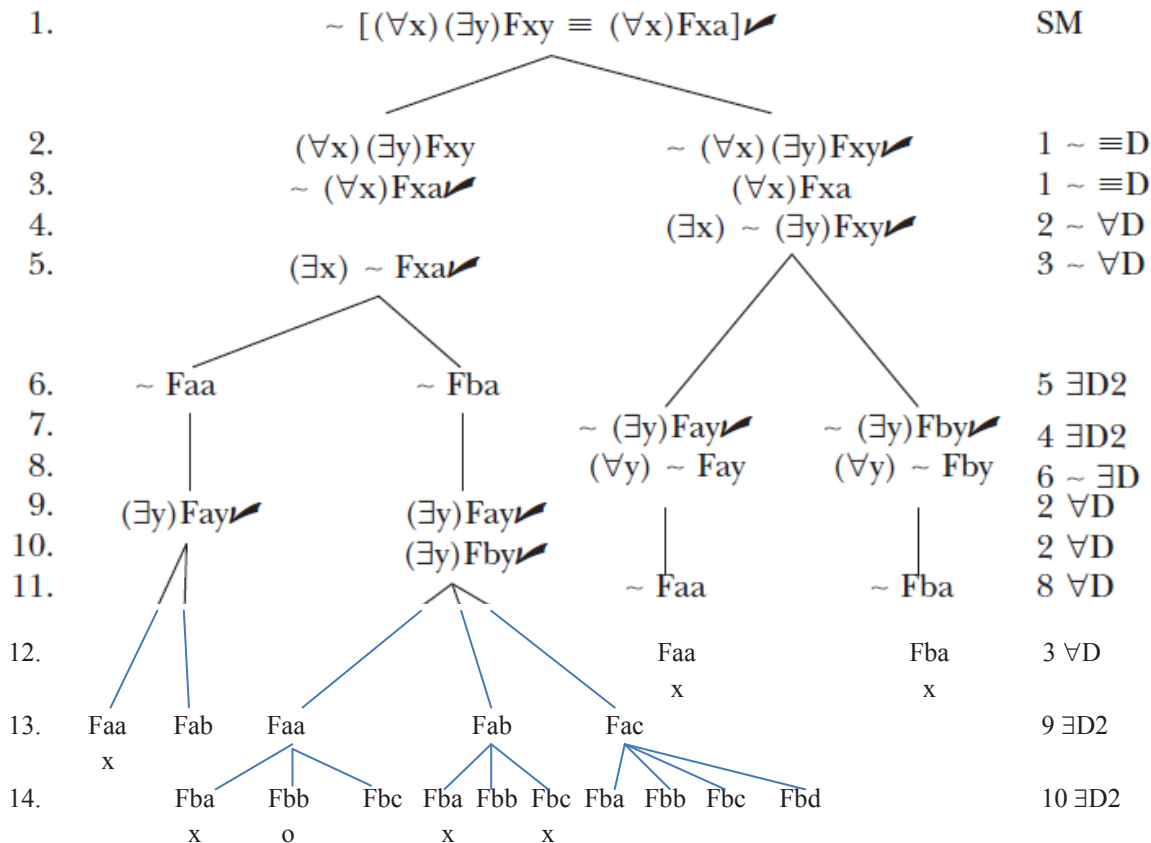 1. ~ [(∀x)(∃y)Fxy ≡ (∀x)Fxa]✔ SM
2. (∀x)(∃y)Fxy ~ (∀x)(∃y)Fxy✔ 1 ~ ≡D
3. ~ (∀x)Fxa✔ (∀x)Fxa 1 ~ ≡D
4. (∃x) ~ (∃y)Fxy✔ 2 ~ ∀D
5. (∃x) ~ Fxa✔ 3 ~ ∀D
6. ~ Faa ~ Fba 5 ∃D2
7. ~ (∃y)Fay✔ ~ (∃y)Fby✔ 4 ∃D2
8. (∀y) ~ Fay (∀y) ~ Fby 6 ~ ∃D
9. (∃y)Fay✔ (∃y)Fay✔ 2 ∀D
10. (∃y)Fby✔ 2 ∀D
11. ~ Faa ~ Fba 8 ∀D
12. Faa Fba 3 ∀D
x x
13. Faa Fab Faa Fab Fac 9 ∃D2
x
14. Fba Fbb Fbc Fba Fbb Fbc Fba Fbb Fbc Fbd 10 ∃D2
x o x x